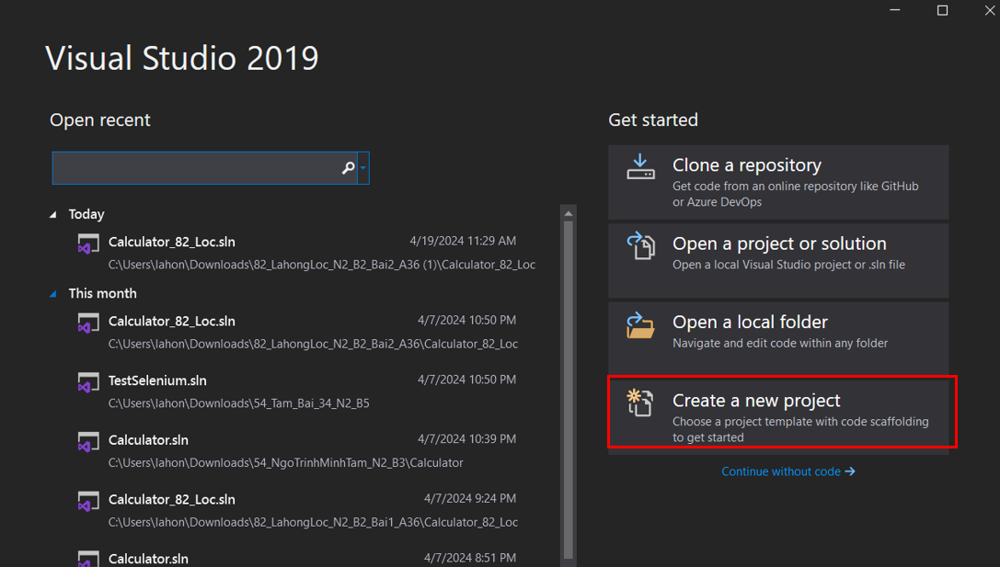 Visual Studio 2019
Open recent
Today
Calculator_82_Loc.sln 4/19/2024 11:29 AM
C:\Users\lahon\Downloads\82_LahongLoc_N2_B2_Bai2_A36 (1)\Calculator_82_Loc
This month
Calculator_82_Loc.sln 4/7/2024 10:50 PM
C:\Users\lahon\Downloads\82_LahongLoc_N2_B2_Bai2_A36\Calculator_82_Loc
TestSelenium.sln 4/7/2024 10:50 PM
C:\Users\lahon\Downloads\54_Tam_Bai_34_N2_B5
Calculator.sln 4/7/2024 10:39 PM
C:\Users\lahon\Downloads\54_NgoTrinhMinhTam_N2_B3\Calculator
Calculator_82_Loc.sln 4/7/2024 9:24 PM
C:\Users\lahon\Downloads\82_LahongLoc_N2_B2_Bai1_A36\Calculator_82_Loc
Calculator.sln 4/7/2024 8:51 PM
Get started
Clone a repository
Get code from an online repository like GitHub
or Azure DevOps
Open a project or solution
Open a local Visual Studio project or .sln file
Open a local folder
Navigate and edit code within any folder
Create a new project
Choose a project template with code scaffolding
to get started
Continue without code →